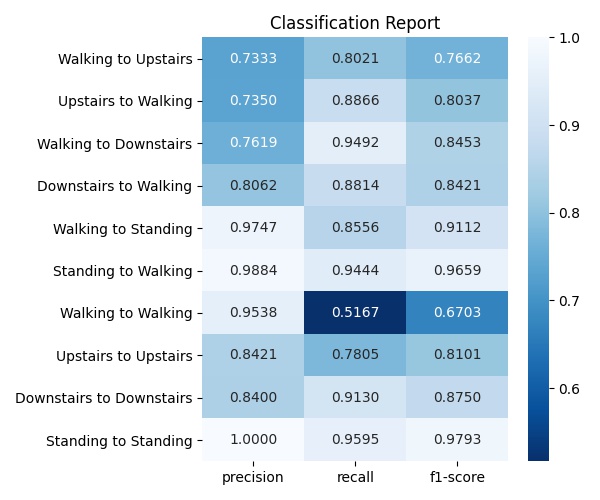 Classification Report
Walking to Upstairs 0.7333 0.8021 0.7662
Upstairs to Walking 0.7350 0.8866 0.8037
Walking to Downstairs 0.7619 0.9492 0.8453
Downstairs to Walking 0.8062 0.8814 0.8421
Walking to Standing 0.9747 0.8556 0.9112
Standing to Walking 0.9884 0.9444 0.9659
Walking to Walking 0.9538 0.5167 0.6703
Upstairs to Upstairs 0.8421 0.7805 0.8101
Downstairs to Downstairs 0.8400 0.9130 0.8750
Standing to Standing 1.0000 0.9595 0.9793
precision recall f1-score
1.0
0.9
0.8
0.7
0.6